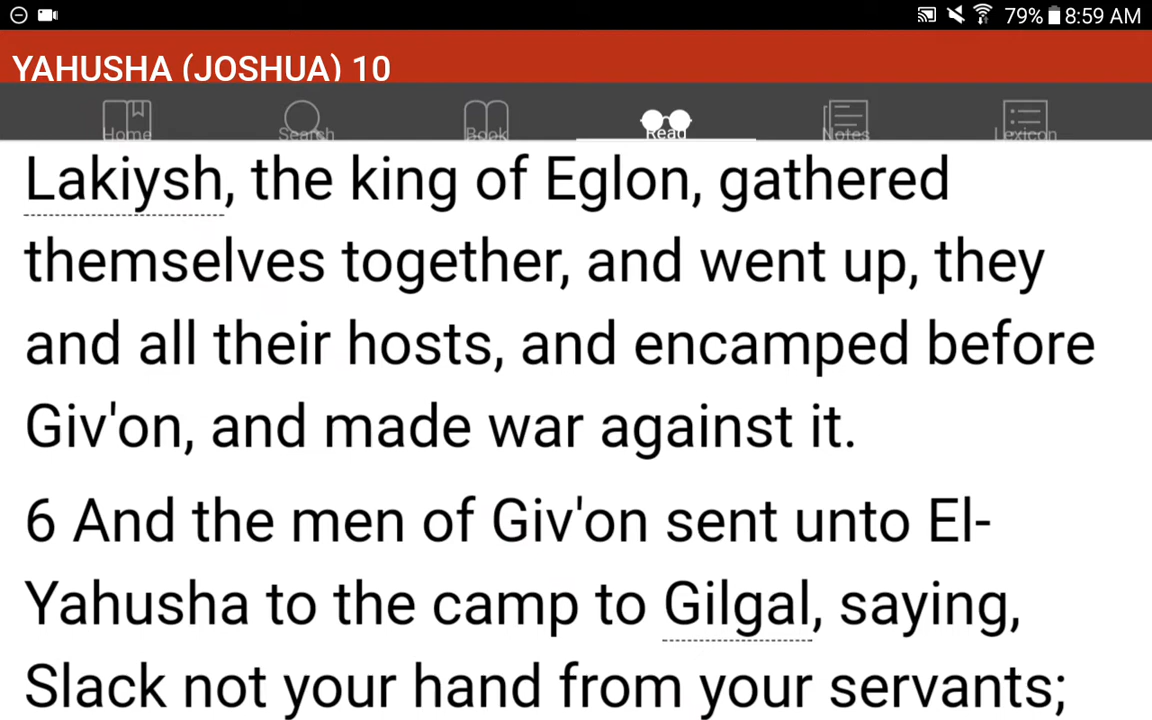 79% 8:59 AM
YAHUSHA (JOSHUA) 10
Home Search Book Read Notes Lexicon
Lakiysh, the king of Eglon, gathered
themselves together, and went up, they
and all their hosts, and encamped before
Giv'on, and made war against it.
6 And the men of Giv'on sent unto El-
Yahusha to the camp to Gilgal, saying,
Slack not your hand from your servants;